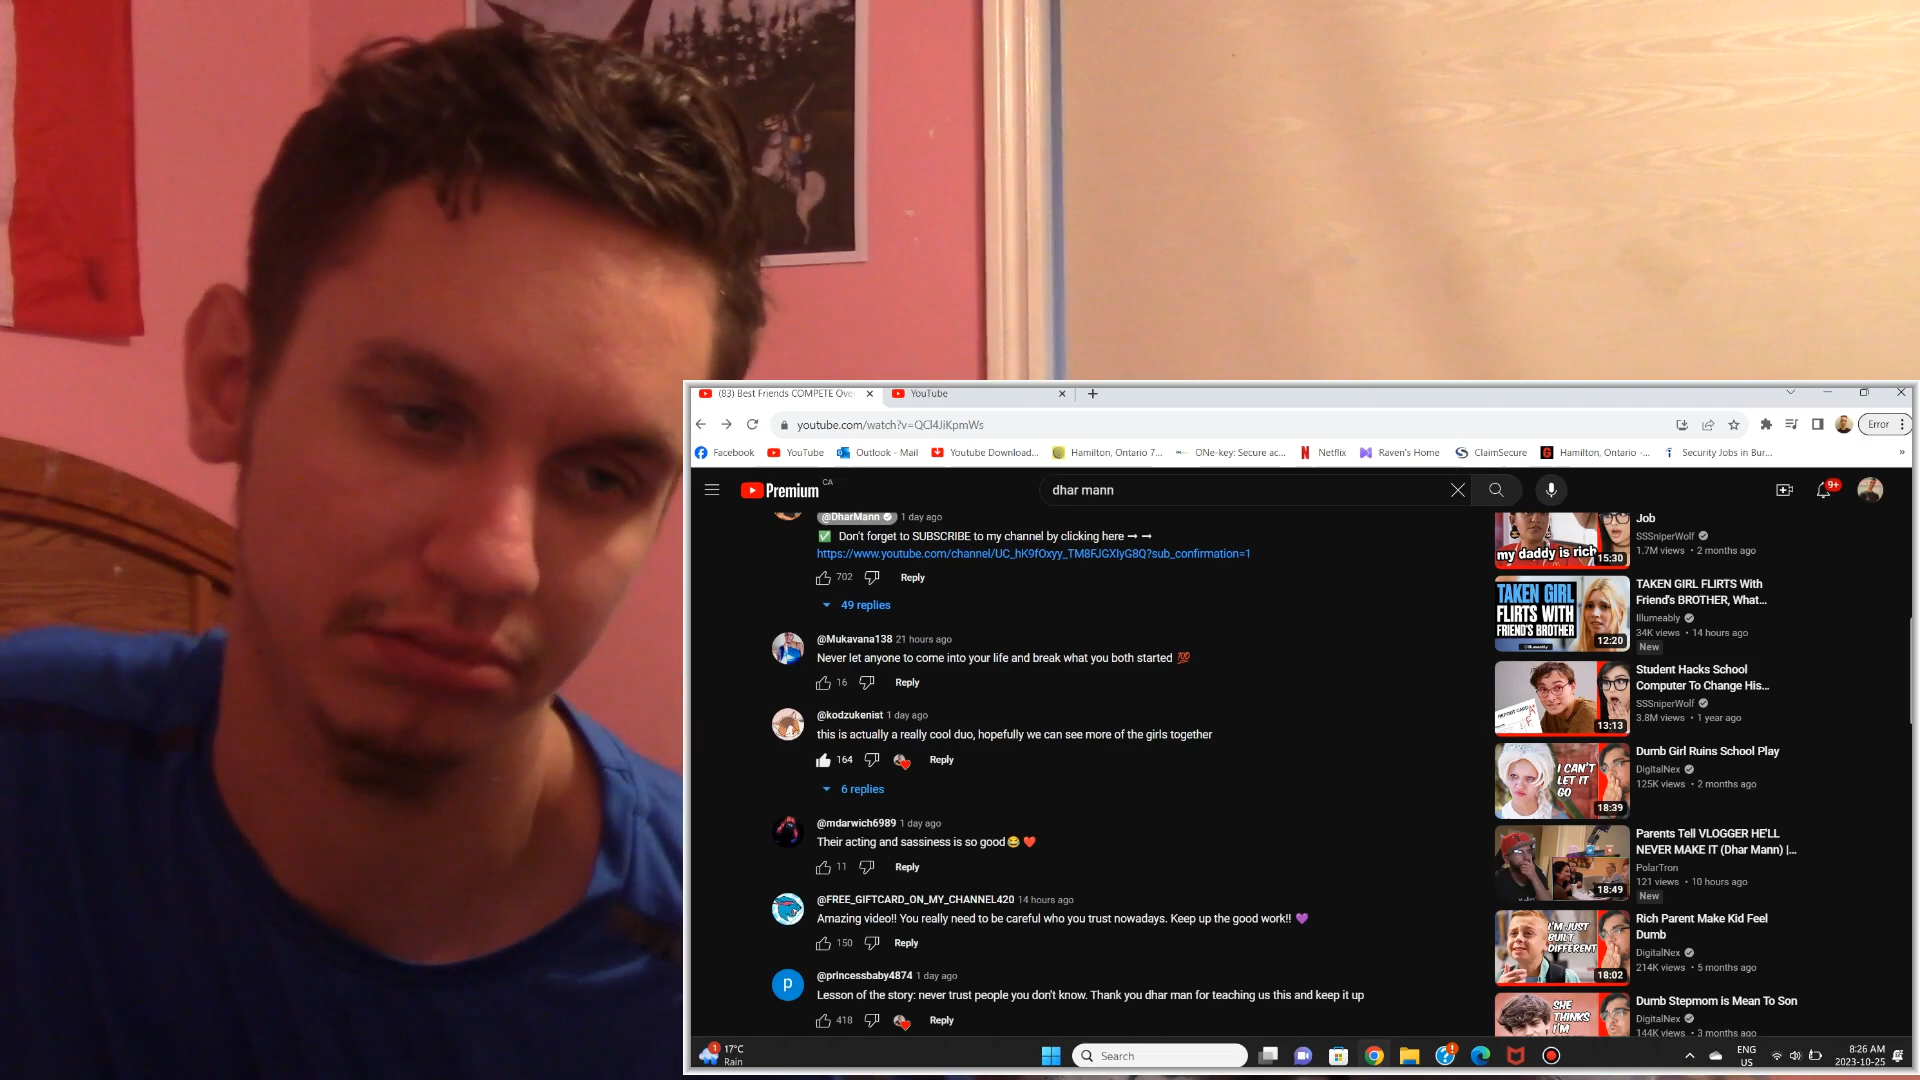 (83) Best Friends COMPETE Ove
YouTube
youtube.com/watch?v=QCl4JiKpmWs
Error
Facebook
YouTube
Outlook - Mail
Youtube Download...
Hamilton, Ontario 7...
ONe-key: Secure ac...
Netflix
Raven's Home
ClaimSecure
Hamilton, Ontario -...
Security Jobs in Bur...
»
Premium
CA
dhar mann
9+
@DharMann 1 day ago
✅ Don't forget to SUBSCRIBE to my channel by clicking here ➞ ➞
https://www.youtube.com/channel/UC_hK9fOxyy_TM8FJGXIyG8Q?sub_confirmation=1
702 Reply
49 replies
@Mukavana138 21 hours ago
Never let anyone to come into your life and break what you both started 💯
16 Reply
@kodzukenist 1 day ago
this is actually a really cool duo, hopefully we can see more of the girls together
164 Reply
6 replies
@mdarwich6989 1 day ago
Their acting and sassiness is so good😂 ❤️
11 Reply
@FREE_GIFTCARD_ON_MY_CHANNEL420 14 hours ago
Amazing video!! You really need to be careful who you trust nowadays. Keep up the good work!! 💜
150 Reply
p
@princessbaby4874 1 day ago
Lesson of the story: never trust people you don't know. Thank you dhar man for teaching us this and keep it up
418 Reply
my daddy is rich
15:30
Job
SSSniperWolf
1.7M views • 2 months ago
TAKEN GIRL
FLIRTS WITH
FRIEND'S BROTHER
12:20
TAKEN GIRL FLIRTS With
Friend's BROTHER, What...
Illumeably
34K views • 14 hours ago
New
REPORT CARD
13:13
Student Hacks School
Computer To Change His...
SSSniperWolf
3.8M views • 1 year ago
I CAN'T
LET IT
GO
18:39
Dumb Girl Ruins School Play
DigitalNex
125K views • 2 months ago
18:49
Parents Tell VLOGGER HE'LL
NEVER MAKE IT (Dhar Mann) |...
PolarTron
121 views • 10 hours ago
New
I'M JUST
BUILT
DIFFERENT
18:02
Rich Parent Make Kid Feel
Dumb
DigitalNex
214K views • 5 months ago
SHE
THINKS
I'M
Dumb Stepmom is Mean To Son
DigitalNex
144K views • 3 months ago
1
17°C
Rain
Search
ENG
US
8:26 AM
2023-10-25